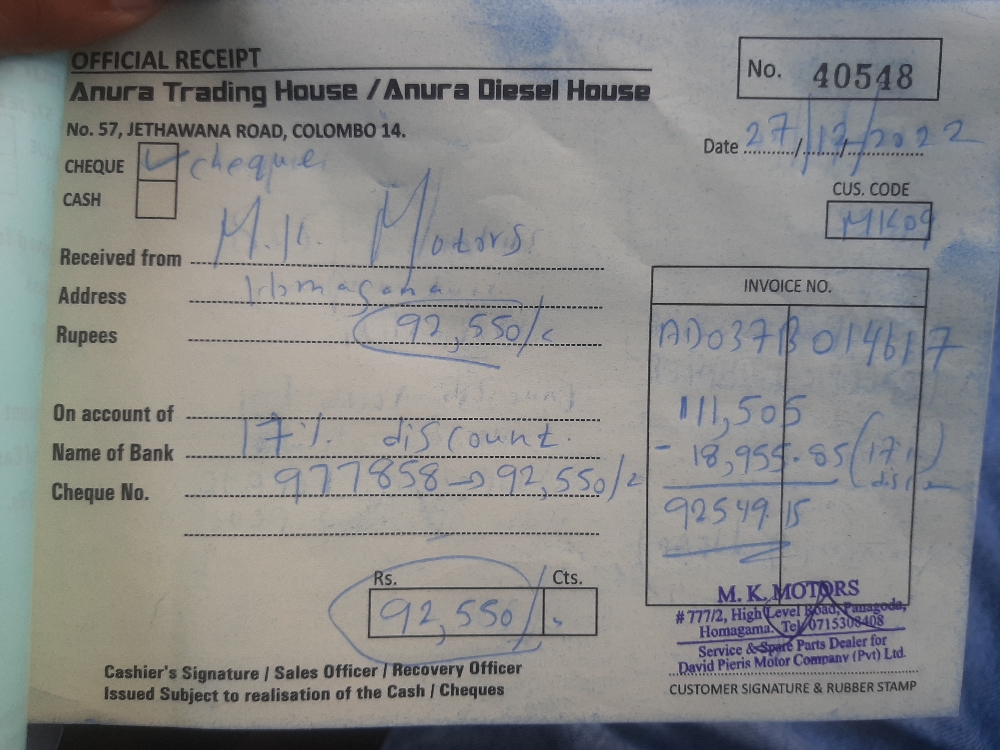 OFFICIAL RECEIPT
Anura Trading House / Anura Diesel House
No. 57, JETHAWANA ROAD, COLOMBO 14.
No. 40548
Date 27/12/2022
CHEQUE ✓ cheque
CASH
CUS. CODE
MK09
Received from M.K. Motors.
Address Homagama
Rupees 92,550/=
On account of
Name of Bank 17% discount.
Cheque No. 977858 → 92,550/=
INVOICE NO.
AD037B014617
111,505
- 18,955.85 (17%
92549.15
Rs. Cts.
92,550/
M. K. MOTORS
# 777/2, High Level Road, Panagoda,
Homagama. Tel: 0715308408
Service & Spare Parts Dealer for
David Pieris Motor Company (Pvt) Ltd.
Cashier's Signature / Sales Officer / Recovery Officer
Issued Subject to realisation of the Cash / Cheques
CUSTOMER SIGNATURE & RUBBER STAMP